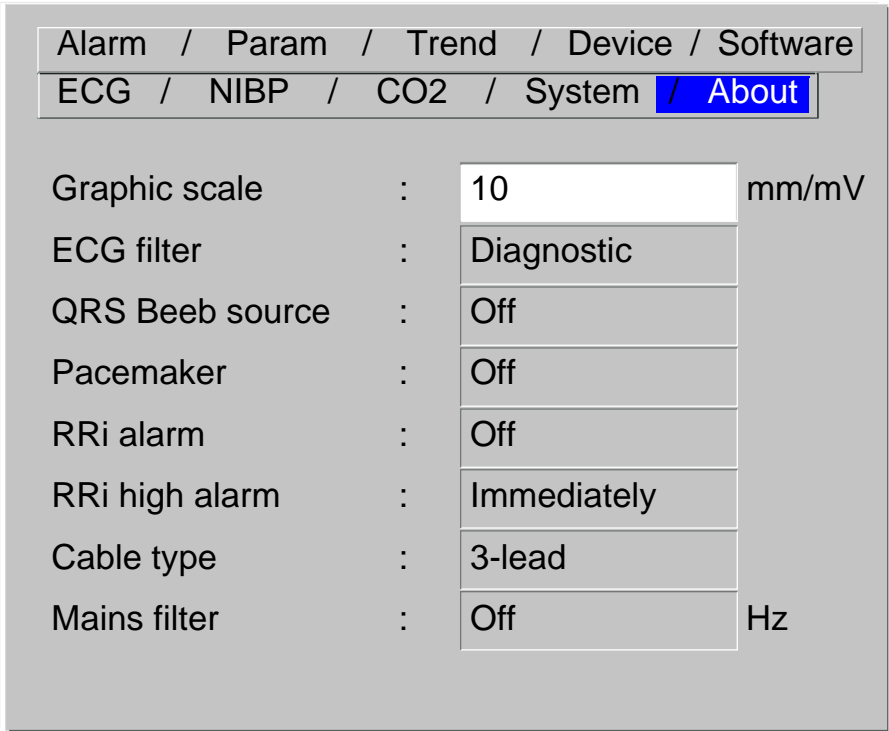 Alarm / Param / Trend / Device / Software
ECG / NIBP / CO2 / System / About
Graphic scale : 10 mm/mV
ECG filter : Diagnostic
QRS Beeb source : Off
Pacemaker : Off
RRi alarm : Off
RRi high alarm : Immediately
Cable type : 3-lead
Mains filter : Off Hz